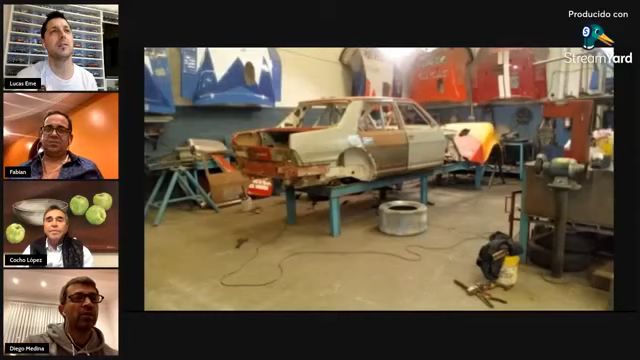 Producido con
StreamYard
Lucas Eme
Fabian
Cocho López
Diego Medina